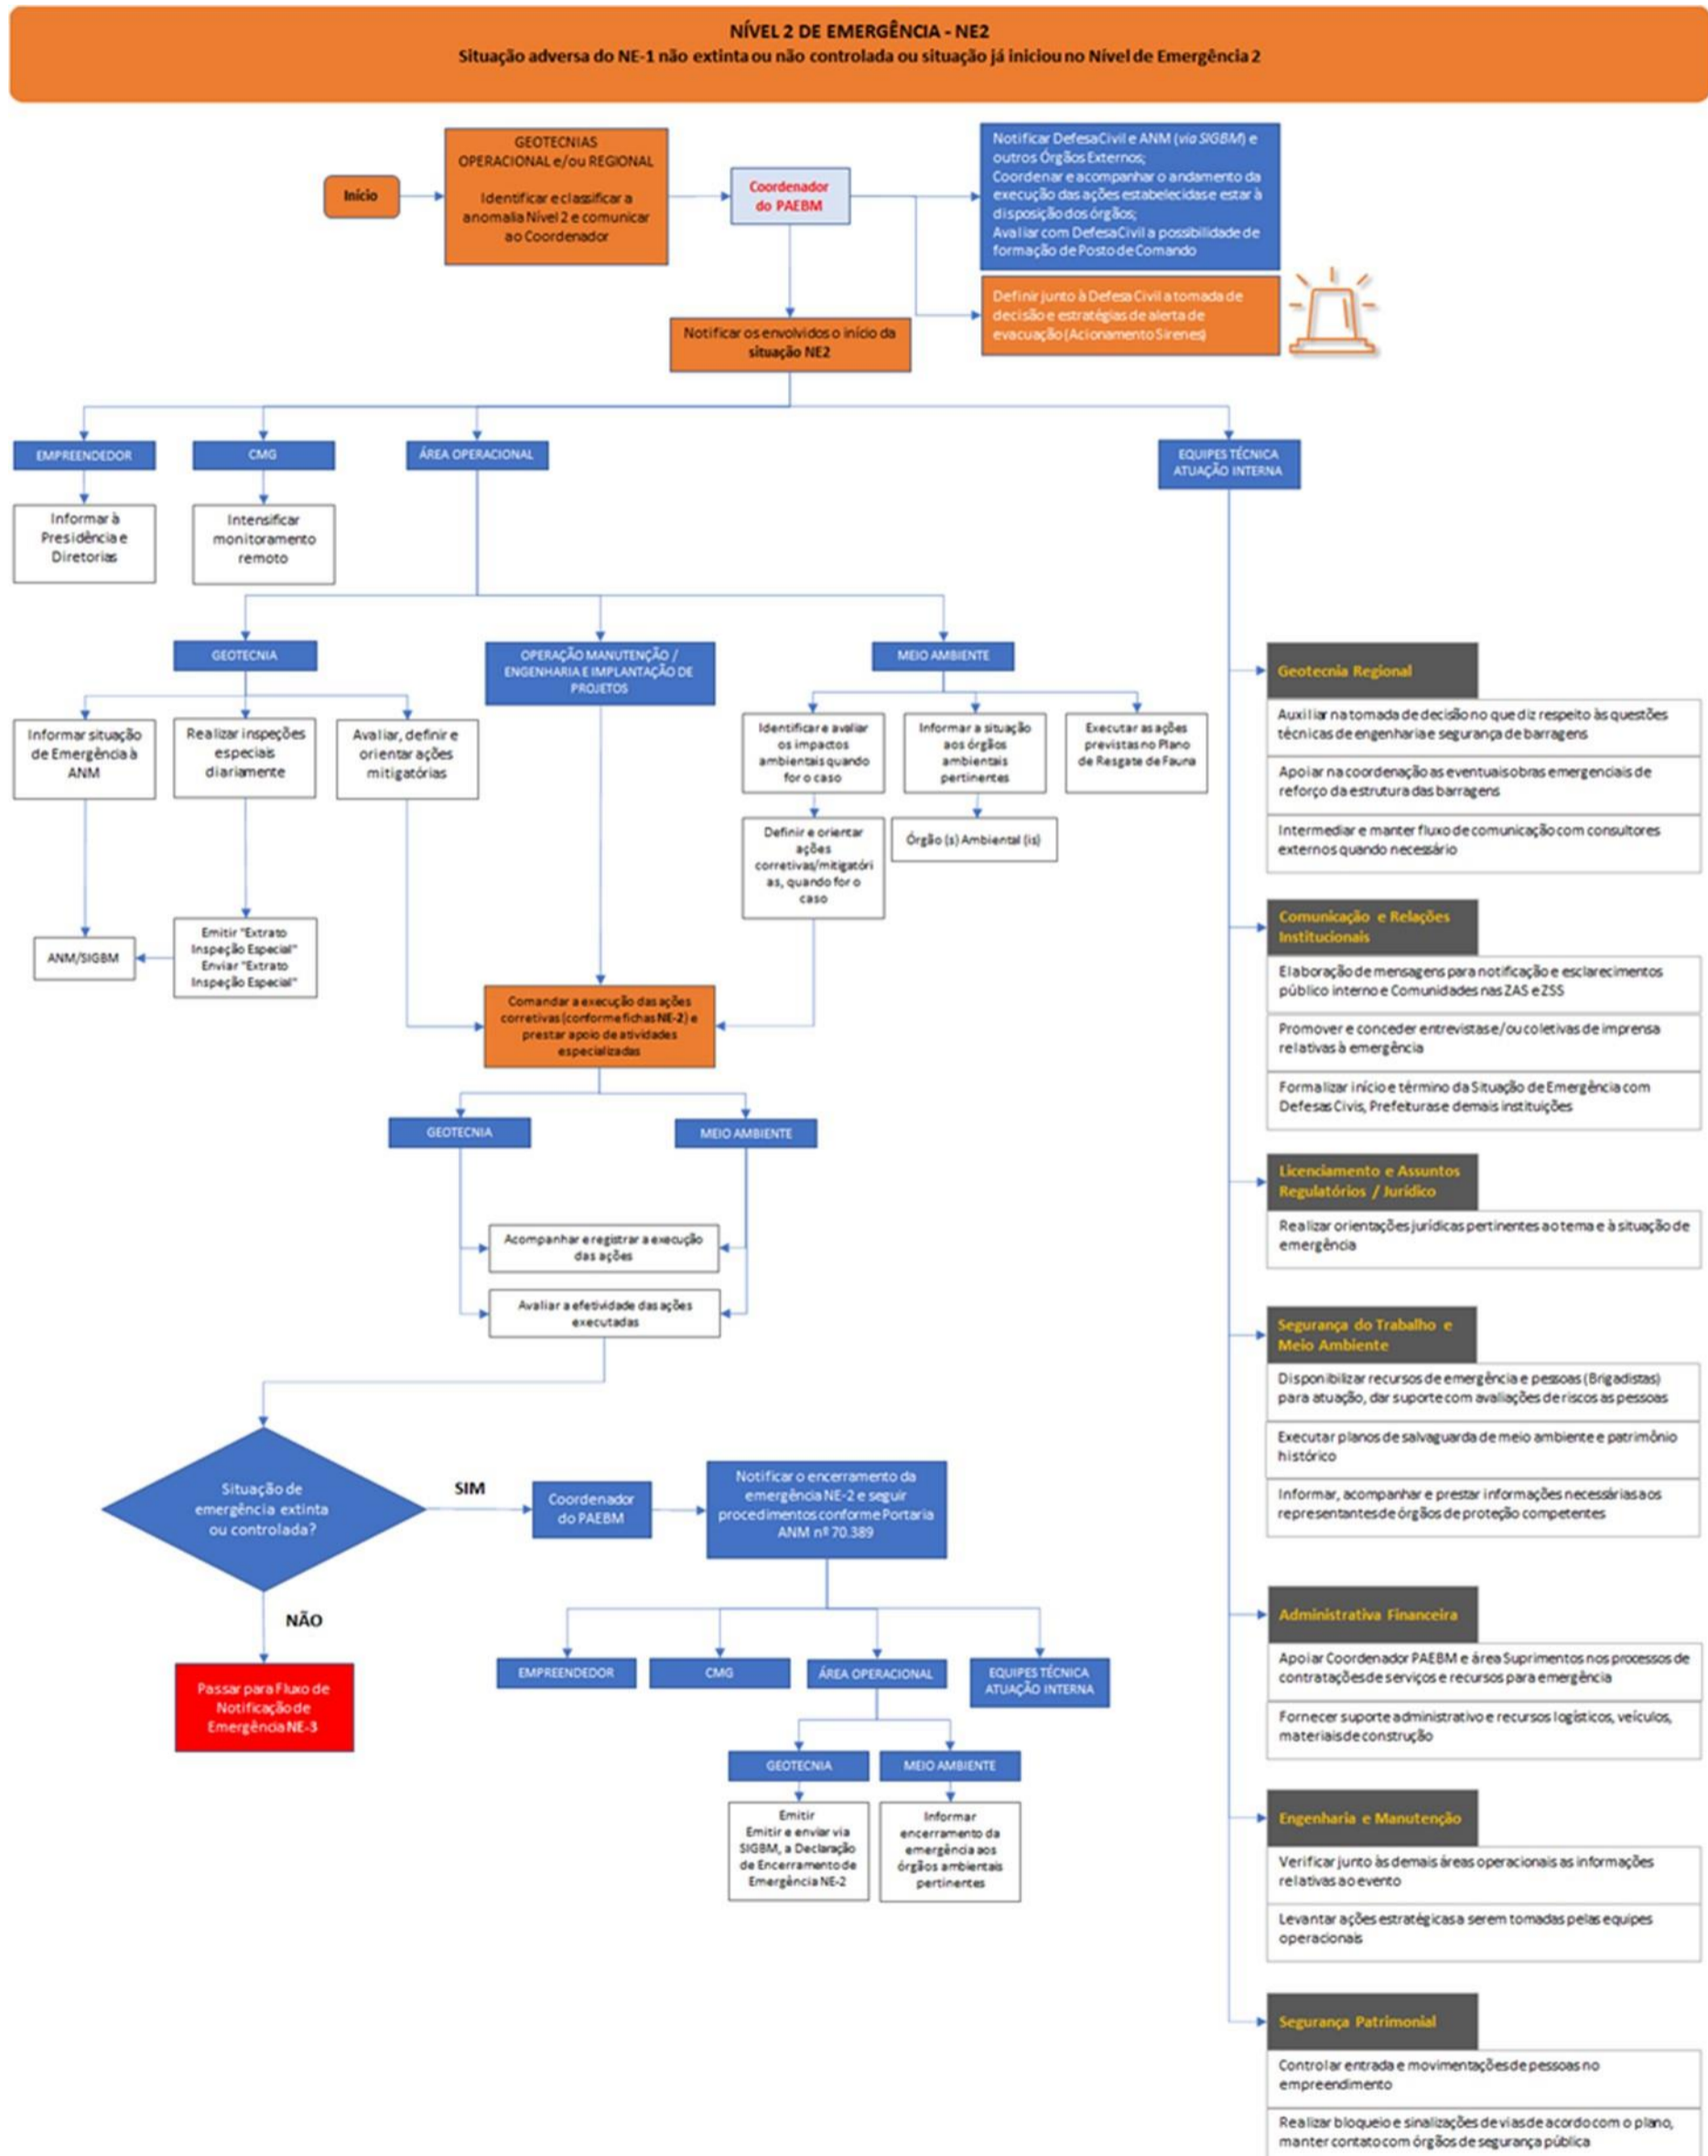 NÍVEL 2 DE EMERGÊNCIA - NE2
Situação adversa do NE-1 não extinta ou não controlada ou situação já iniciou no Nível de Emergência 2
Início
GEOTECNIAS
OPERACIONAL e/ou REGIONAL
Identificar e classificar a
anomalia Nível 2 e comunicar
ao Coordenador
Coordenador
do PAEBM
Notificar Defesa Civil e ANM (via SIGBM) e
outros Órgãos Externos;
Coordenar e acompanhar o andamento da
execução das ações estabelecidas e estar à
disposição dos órgãos;
Avaliar com Defesa Civil a possibilidade de
formação de Posto de Comando
Definir junto à Defesa Civil a tomada de
decisão e estratégias de alerta de
evacuação (Acionamento Sirenes)
Notificar os envolvidos o início da
situação NE2
EMPREENDEDOR
CMG
ÁREA OPERACIONAL
EQUIPES TÉCNICA
ATUAÇÃO INTERNA
Informar à
Presidência e
Diretorias
Intensificar
monitoramento
remoto
GEOTECNIA
OPERAÇÃO MANUTENÇÃO /
ENGENHARIA E IMPLANTAÇÃO DE
PROJETOS
MEIO AMBIENTE
Informar situação
de Emergência à
ANM
Realizar inspeções
especiais
diariamente
Avaliar, definir e
orientar ações
mitigatórias
Identificar e avaliar
os impactos
ambientais quando
for o caso
Informar a situação
aos órgãos
ambientais
pertinentes
Executar as ações
previstas no Plano
de Resgate de Fauna
Definir e orientar
ações
corretivas/mitigatóri
as, quando for o
caso
Órgão (s) Ambiental (is)
ANM/SIGBM
Emitir "Extrato
Inspeção Especial"
Enviar "Extrato
Inspeção Especial"
Comandar a execução das ações
corretivas (conforme fichas NE-2) e
prestar apoio de atividades
especializadas
GEOTECNIA
MEIO AMBIENTE
Acompanhar e registrar a execução
das ações
Avaliar a efetividade das ações
executadas
Situação de
emergência extinta
ou controlada?
SIM
NÃO
Passar para Fluxo de
Notificação de
Emergência NE-3
Coordenador
do PAEBM
Notificar o encerramento da
emergência NE-2 e seguir
procedimentos conforme Portaria
ANM nº 70.389
EMPREENDEDOR
CMG
ÁREA OPERACIONAL
EQUIPES TÉCNICA
ATUAÇÃO INTERNA
GEOTECNIA
MEIO AMBIENTE
Emitir
Emitir e enviar via
SIGBM, a Declaração
de Encerramento de
Emergência NE-2
Informar
encerramento da
emergência aos
órgãos ambientais
pertinentes
Geotecnia Regional
Auxiliar na tomada de decisão no que diz respeito às questões
técnicas de engenharia e segurança de barragens
Apoiar na coordenação as eventuais obras emergenciais de
reforço da estrutura das barragens
Intermediar e manter fluxo de comunicação com consultores
externos quando necessário
Comunicação e Relações
Institucionais
Elaboração de mensagens para notificação e esclarecimentos
público interno e Comunidades nas ZAS e ZSS
Promover e conceder entrevistas e/ou coletivas de imprensa
relativas à emergência
Formalizar início e término da Situação de Emergência com
Defesas Civis, Prefeituras e demais instituições
Licenciamento e Assuntos
Regulatórios / Jurídico
Realizar orientações jurídicas pertinentes ao tema e à situação de
emergência
Segurança do Trabalho e
Meio Ambiente
Disponibilizar recursos de emergência e pessoas (Brigadistas)
para atuação, dar suporte com avaliações de riscos as pessoas
Executar planos de salvaguarda de meio ambiente e patrimônio
histórico
Informar, acompanhar e prestar informações necessárias aos
representantes de órgãos de proteção competentes
Administrativa Financeira
Apoiar Coordenador PAEBM e área Suprimentos nos processos de
contratações de serviços e recursos para emergência
Fornecer suporte administrativo e recursos logísticos, veículos,
materiais de construção
Engenharia e Manutenção
Verificar junto às demais áreas operacionais as informações
relativas ao evento
Levantar ações estratégicas a serem tomadas pelas equipes
operacionais
Segurança Patrimonial
Controlar entrada e movimentações de pessoas no
empreendimento
Realizar bloqueio e sinalizações de vias de acordo com o plano,
manter contato com órgãos de segurança pública